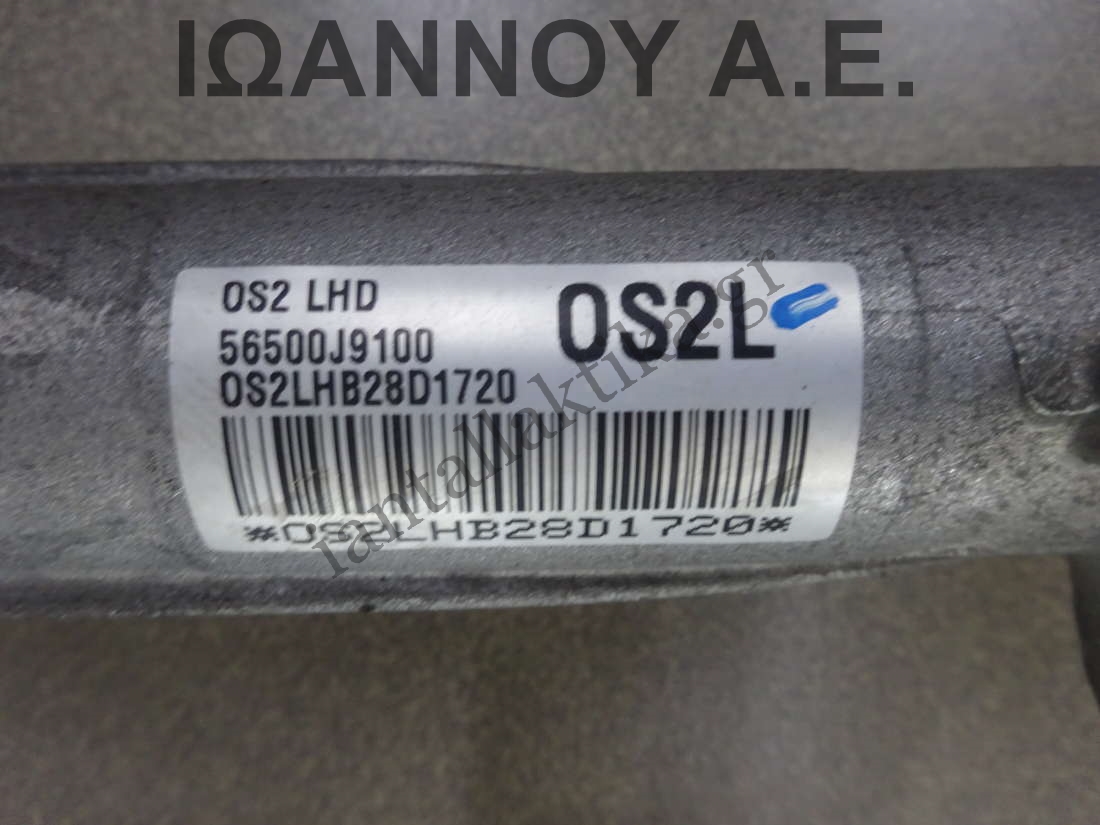 ΙΩΑΝΝΟΥ Α.Ε.
OS2 LHD
OS2L
56500J9100
OS2LHB28D1720
*OS2LHB28D1720*
iantallaktika.gr